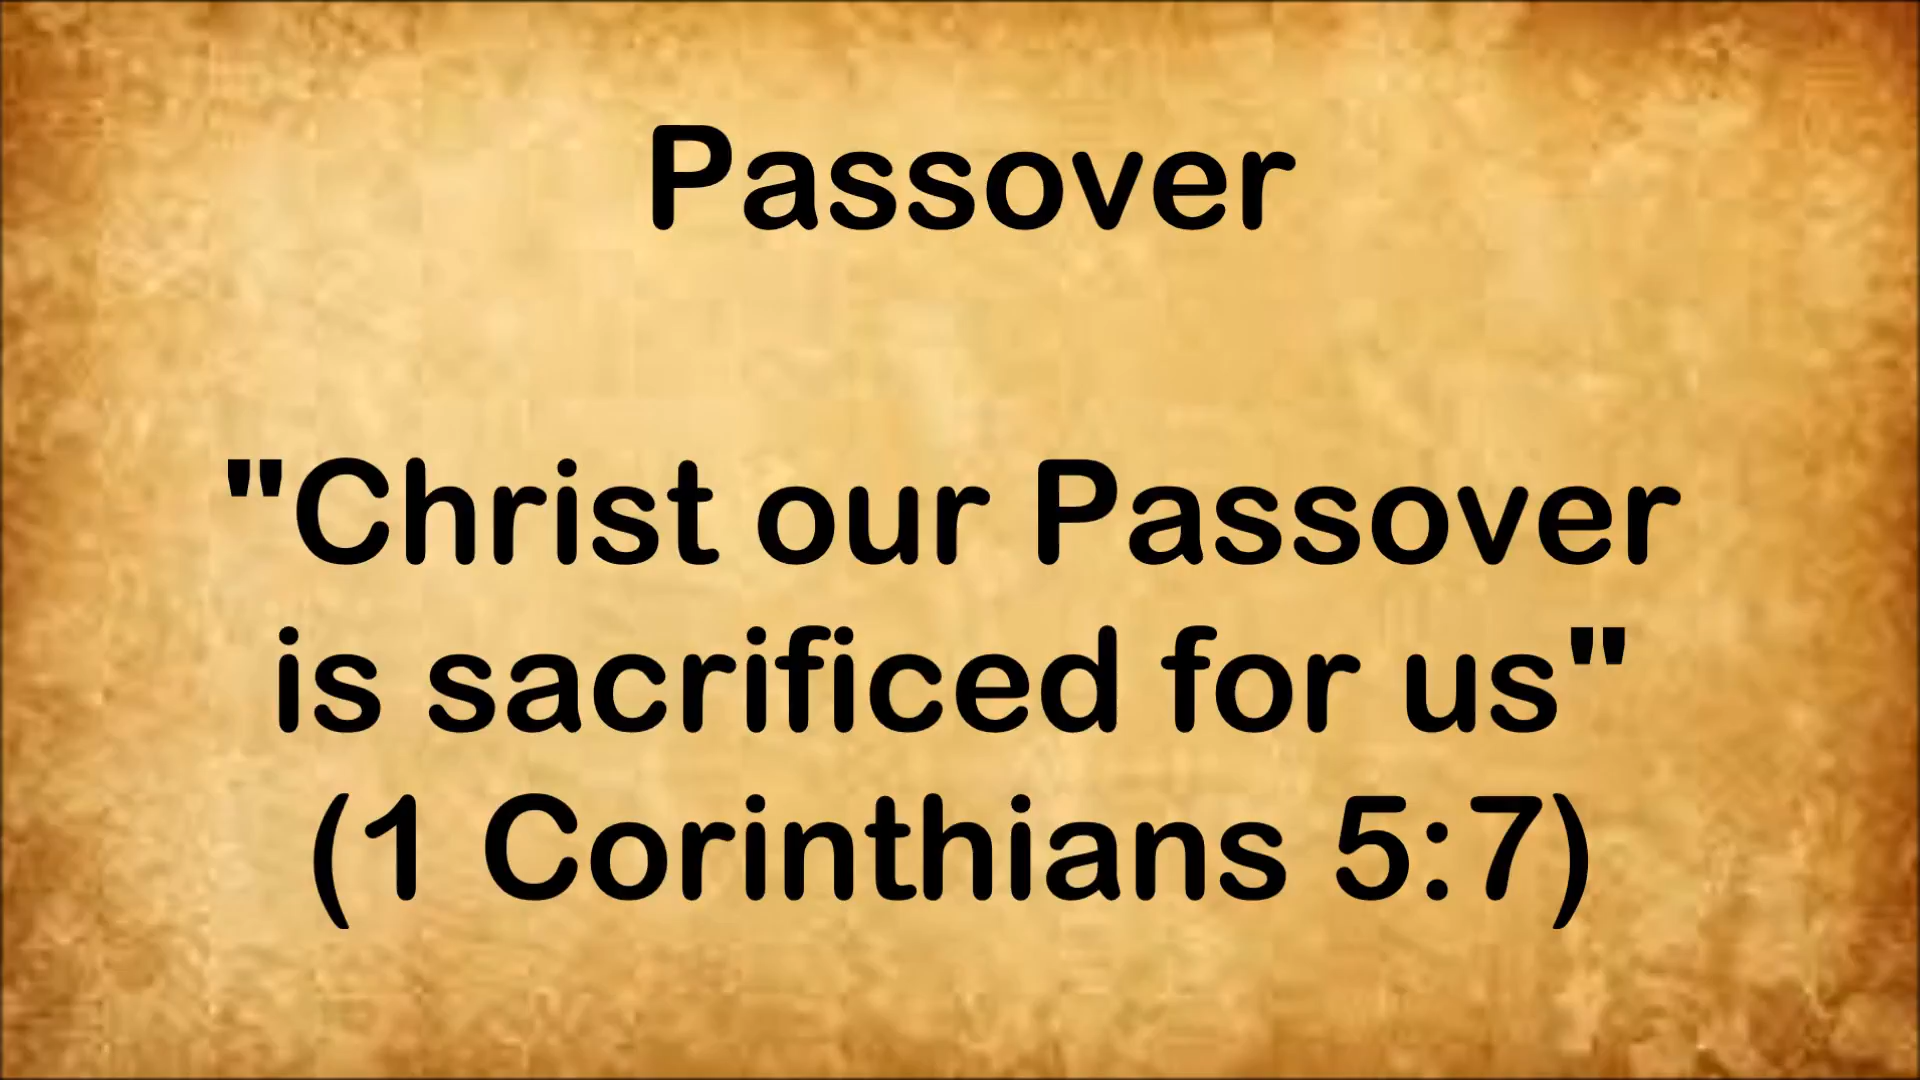 Passover
"Christ our Passover
is sacrificed for us"
(1 Corinthians 5:7)